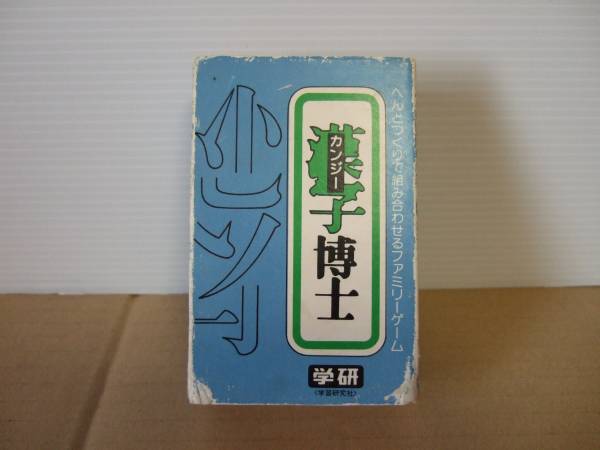 へんとつくりで組み合わせるファミリーゲーム
漢字博士
カンジー
学研
〈学習研究社〉